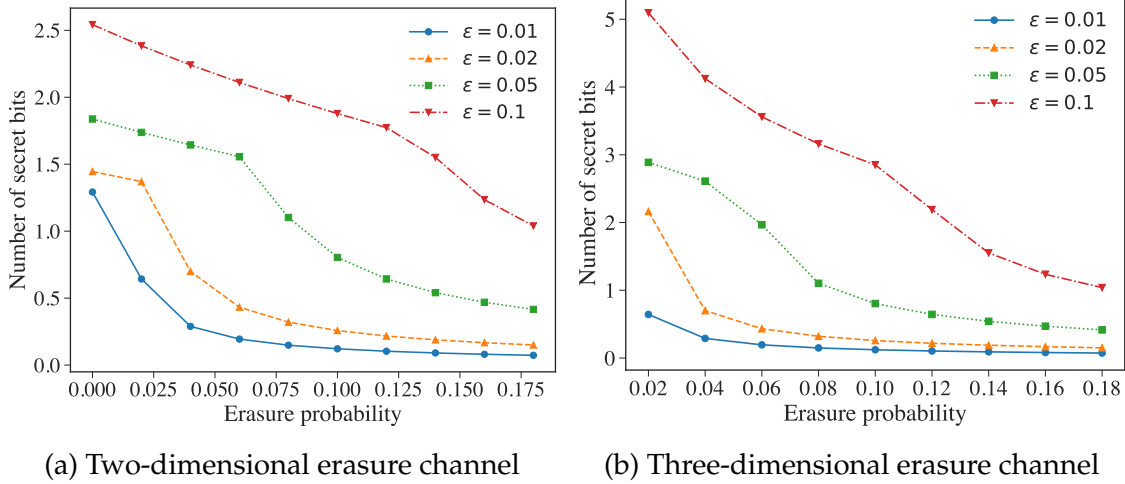 2.5
2.0
1.5
1.0
0.5
0.0
Number of secret bits
ε = 0.01
ε = 0.02
ε = 0.05
ε = 0.1
0.000 0.025 0.050 0.075 0.100 0.125 0.150 0.175
Erasure probability
(a) Two-dimensional erasure channel
5
4
3
2
1
0
Number of secret bits
ε = 0.01
ε = 0.02
ε = 0.05
ε = 0.1
0.02 0.04 0.06 0.08 0.10 0.12 0.14 0.16 0.18
Erasure probability
(b) Three-dimensional erasure channel